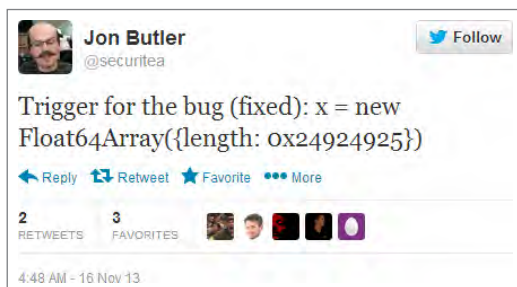 Jon Butler
@securitea
Follow
Trigger for the bug (fixed): x = new
Float64Array({length: 0x24924925})
Reply Retweet Favorite More
2 3
RETWEETS FAVORITES
4:48 AM - 16 Nov 13